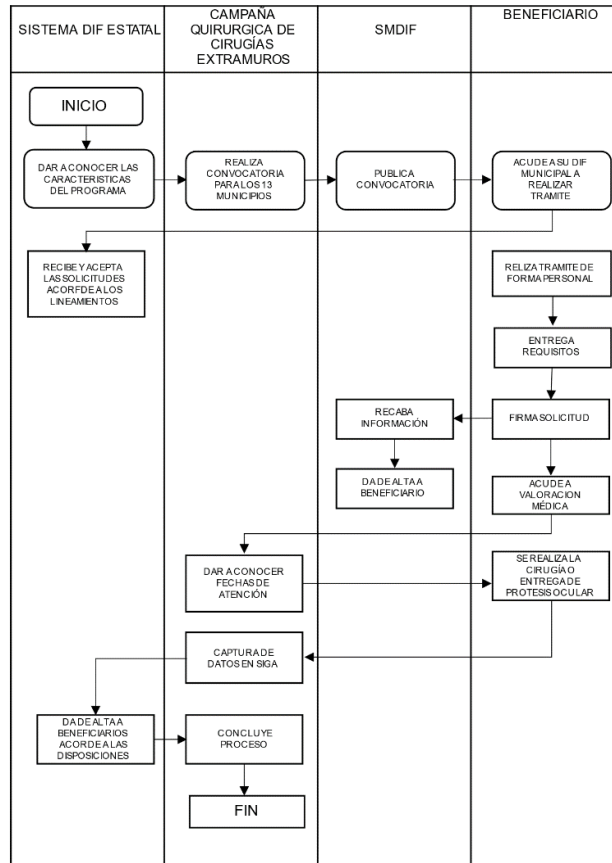 SISTEMA DIF ESTATAL
CAMPAÑA
QUIRURGICA DE
CIRUGÍAS
EXTRAMUROS
SMDIF
BENEFICIARIO
INICIO
DAR A CONOCER LAS
CARACTERISTICAS
DEL PROGRAMA
REALIZA
CONVOCATORIA
PARA LOS 13
MUNICIPIOS
PUBLICA
CONVOCATORIA
ACUDE A SU DIF
MUNICIPAL A
REALIZAR
TRAMITE
RECIBE Y ACEPTA
LAS SOLICITUDES
ACORFDE A LOS
LINEAMIENTOS
RELIZA TRAMITE DE
FORMA PERSONAL
ENTREGA
REQUISITOS
RECABA
INFORMACIÓN
FIRMA SOLICITUD
DA DE ALTA A
BENEFICIARIO
ACUDE A
VALORACION
MÉDICA
DAR A CONOCER
FECHAS DE
ATENCIÓN
SE REALIZA LA
CIRUGÍA O
ENTREGA DE
PROTESIS OCULAR
CAPTURA DE
DATOS EN SIGA
DA DE ALTA A
BENEFICIARIOS
ACORDE A LAS
DISPOSICIONES
CONCLUYE
PROCESO
FIN